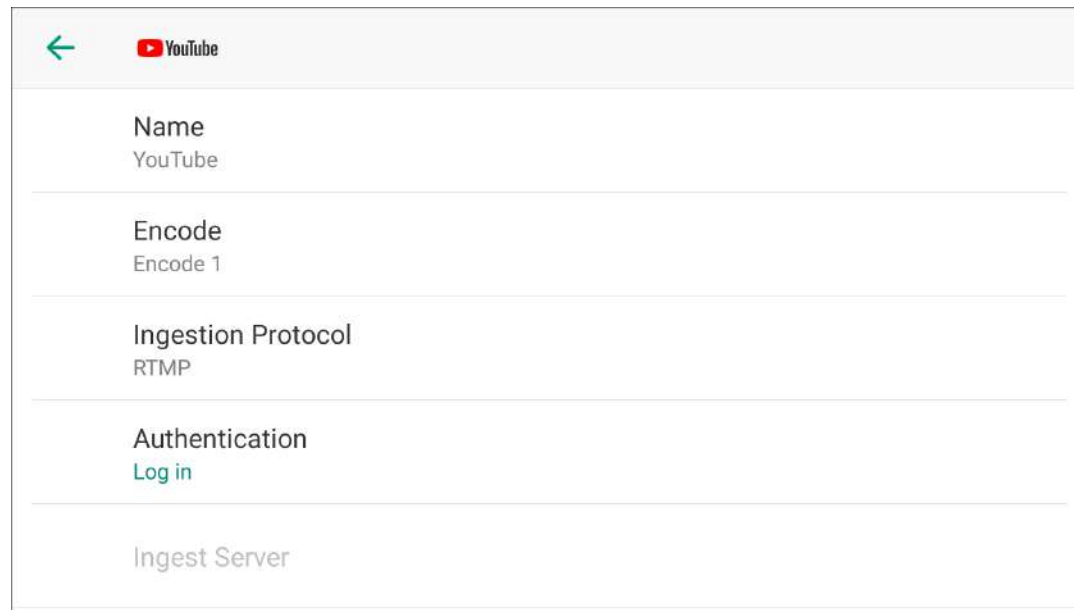 YouTube
Name
YouTube
Encode
Encode 1
Ingestion Protocol
RTMP
Authentication
Log in
Ingest Server